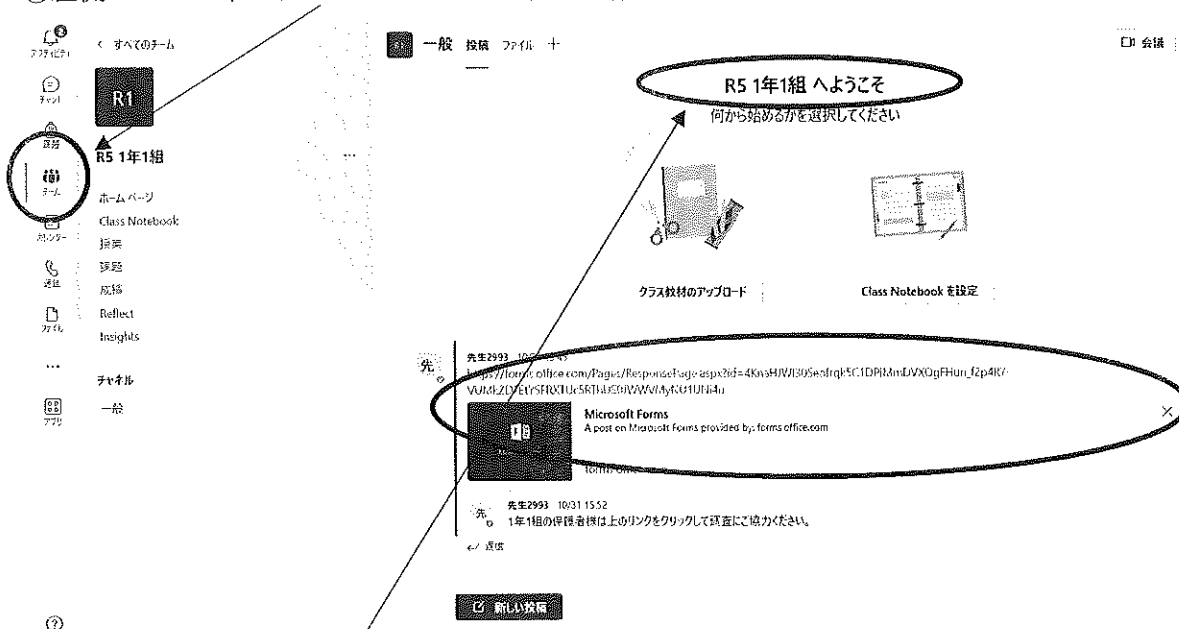 アクティビティ
チャット
課題
チーム
カレンダー
通話
ファイル
...
アプリ
< すべてのチーム
R1
R5 1年1組
...
ホーム ページ
Class Notebook
授業
課題
成績
Reflect
Insights
チャネル
一般
一般 投稿 ファイル +
会議
R5 1年1組 へようこそ
何から始めるかを選択してください
クラス教材のアップロード
Class Notebook を設定
先
先生2993
Microsoft Forms
A post on Microsoft Forms provided by: forms.office.com
先
先生2993 10/31 15:52
1年1組の保護者様は上のリンクをクリックして調査にご協力ください。
返信
新しい投稿